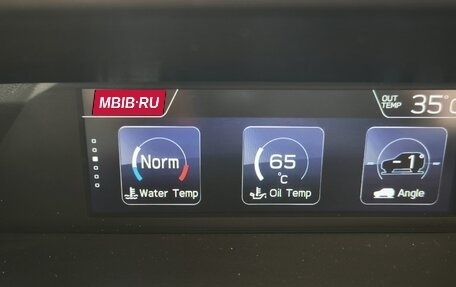 MBIB·RU
OUT TEMP 35°C
Norm 65 °C -1°
Water Temp Oil Temp Angle